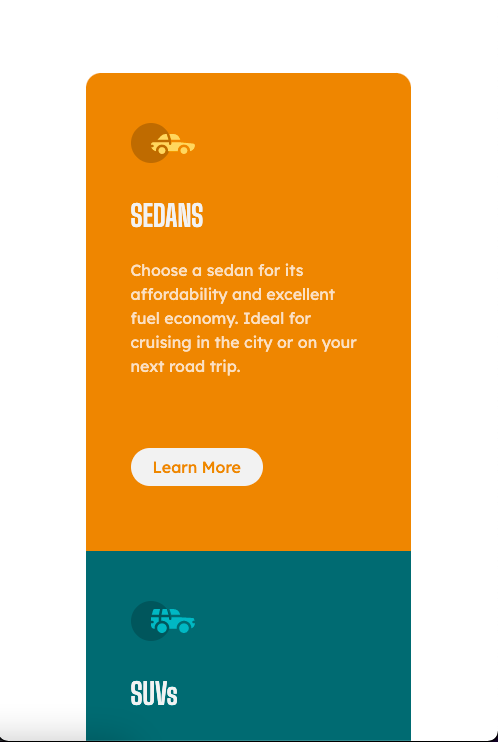 SEDANS
Choose a sedan for its
affordability and excellent
fuel economy. Ideal for
cruising in the city or on your
next road trip.
Learn More
SUVs